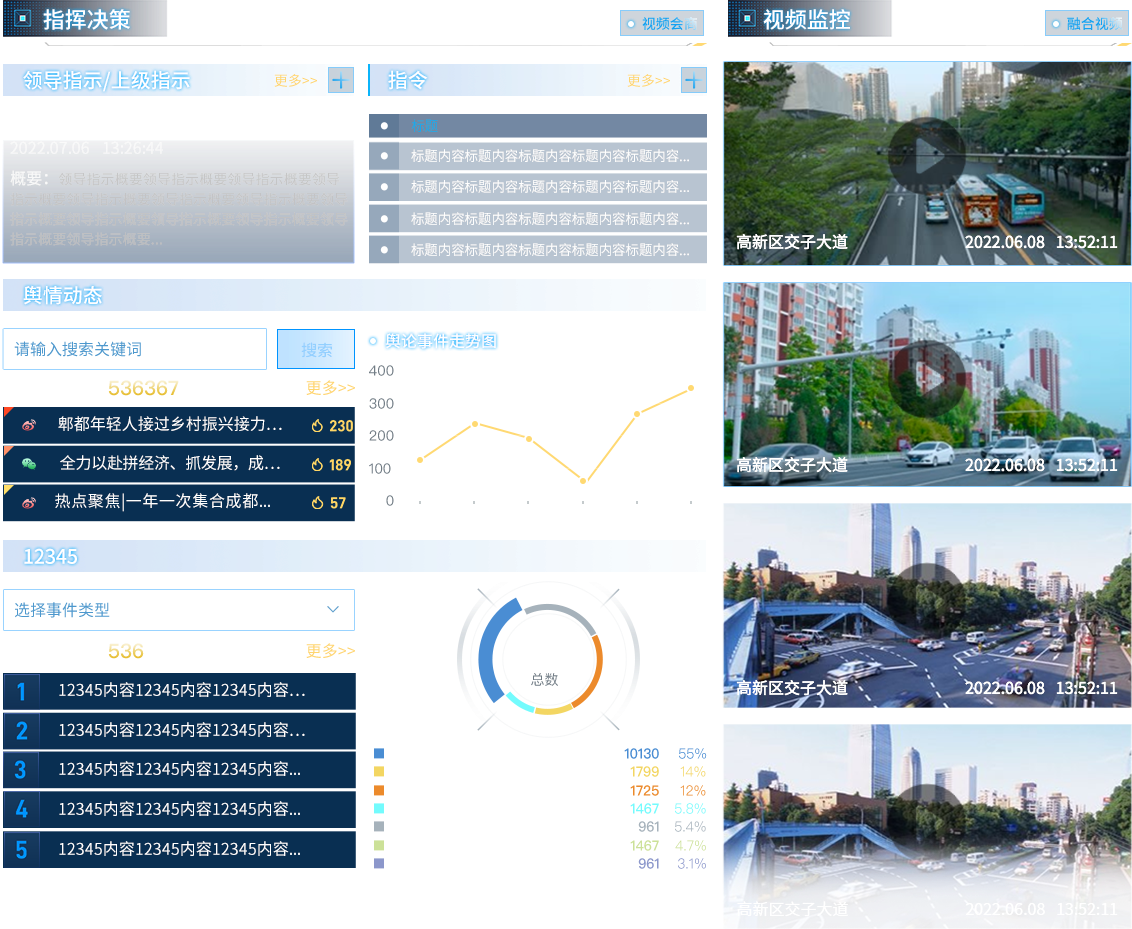 指挥决策
视频会商
领导指示/上级指示
更多>>
2022.07.06 13:26:44
概要：领导指示概要领导指示概要领导指示概要领导
指示概要领导指示概要...
指令
更多>>
标题
标题内容标题内容标题内容标题内容标题内容...
标题内容标题内容标题内容标题内容标题内容...
标题内容标题内容标题内容标题内容标题内容...
标题内容标题内容标题内容标题内容标题内容...
舆情动态
请输入搜索关键词
搜索
536367
更多>>
郫都年轻人接过乡村振兴接力...
230
全力以赴拼经济、抓发展，成...
189
热点聚焦|一年一次集合成都...
57
舆论事件走势图
400
300
200
100
0
12345
选择事件类型
536
更多>>
1 12345内容12345内容12345内容...
2 12345内容12345内容12345内容...
3 12345内容12345内容12345内容...
4 12345内容12345内容12345内容...
5 12345内容12345内容12345内容...
总数
10130 55%
1799 14%
1725 12%
1467 5.8%
961 5.4%
1467 4.7%
961 3.1%
视频监控
融合视频
高新区交子大道 2022.06.08 13:52:11
高新区交子大道 2022.06.08 13:52:11
高新区交子大道 2022.06.08 13:52:11
高新区交子大道 2022.06.08 13:52:11